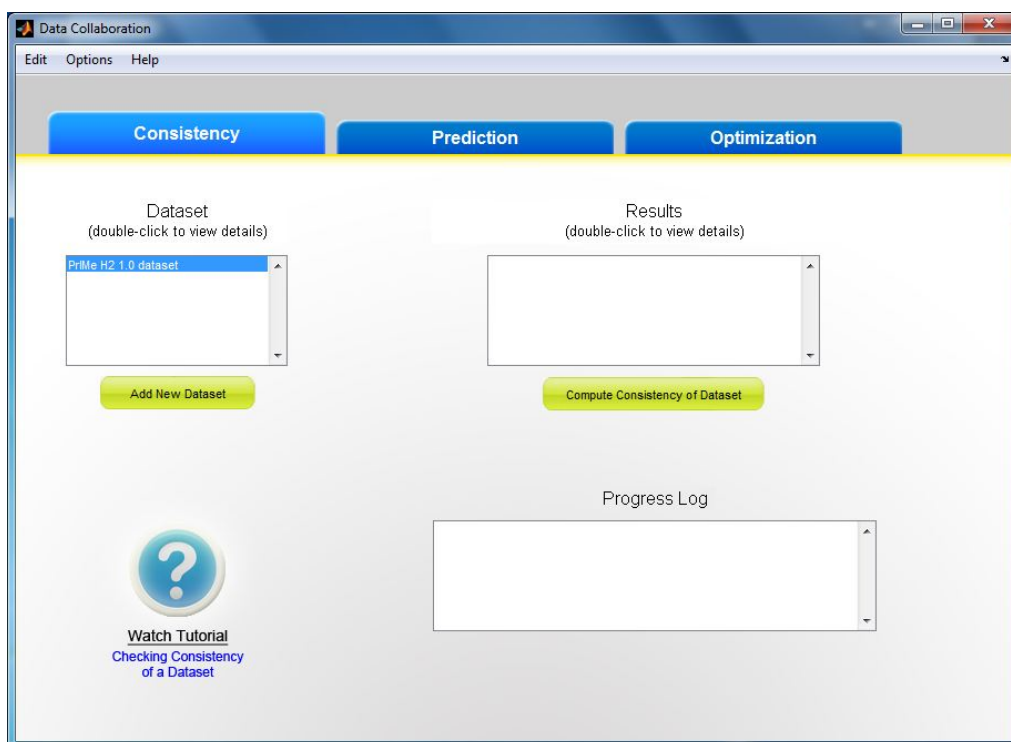 Data Collaboration
Edit Options Help
Consistency Prediction Optimization
Dataset
(double-click to view details)
PrIMe H2 1.0 dataset
Add New Dataset
Results
(double-click to view details)
Compute Consistency of Dataset
Progress Log
Watch Tutorial
Checking Consistency
of a Dataset